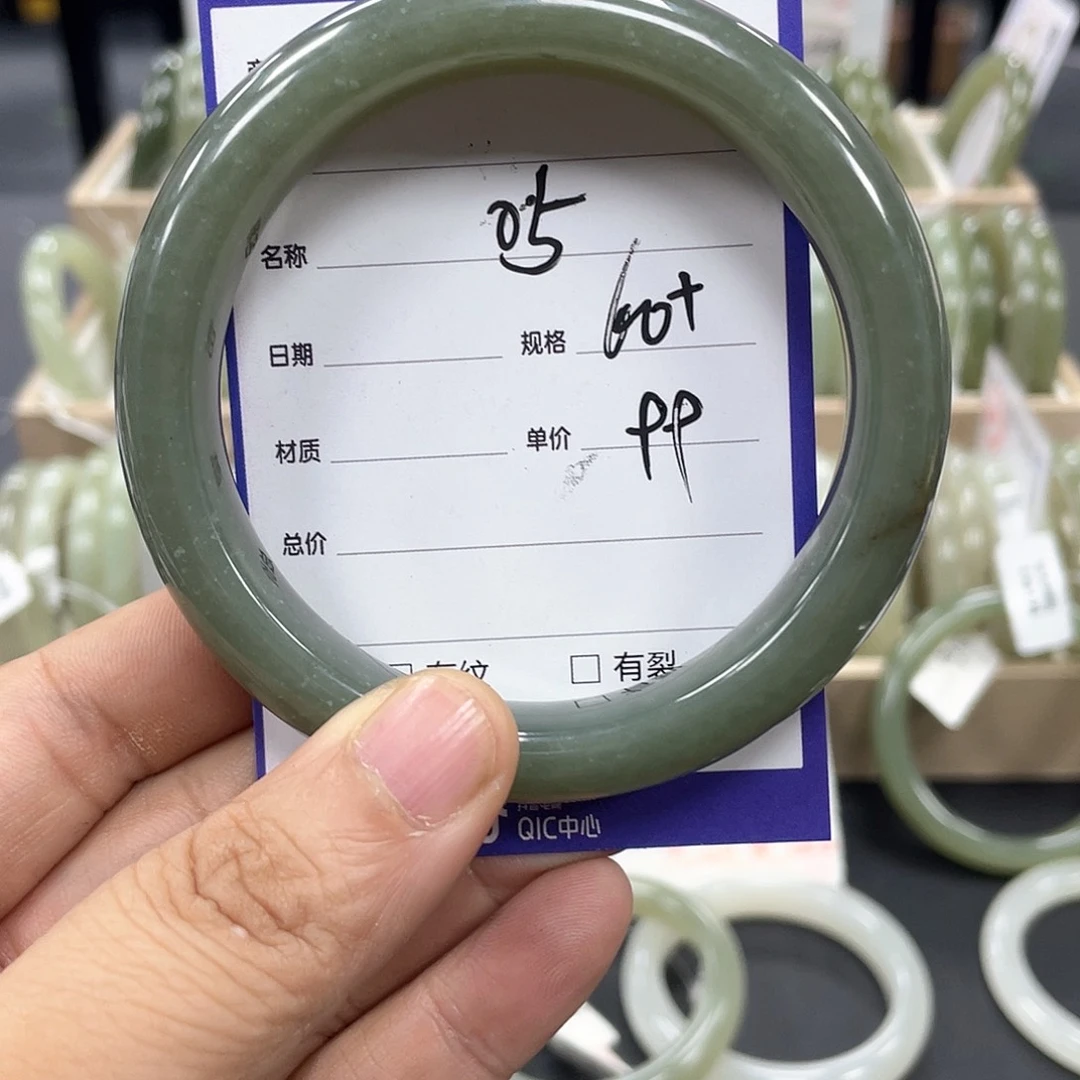 名称 05
日期 规格 60+
材质 单价 99
总价
有纹 □ 有裂
QIC中心